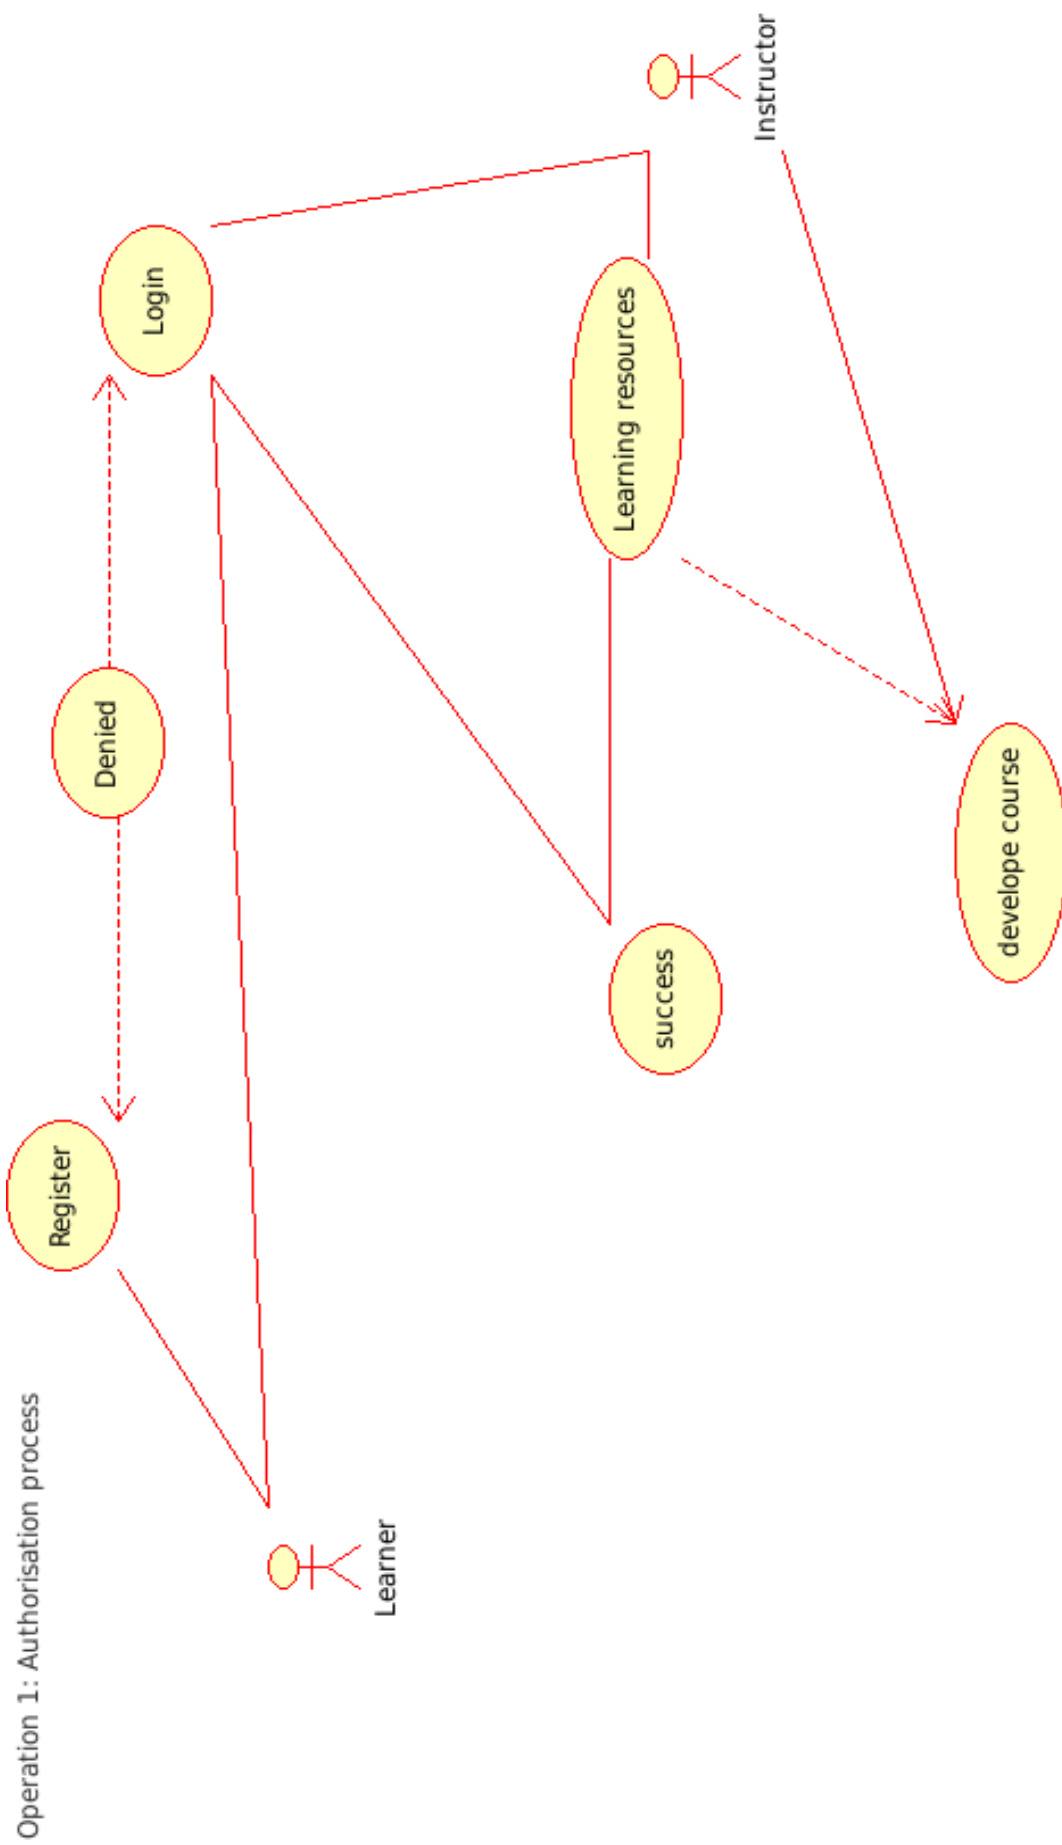 Operation 1: Authorisation process
Register
Denied
Login
Learner
success
Learning resources
Instructor
develope course